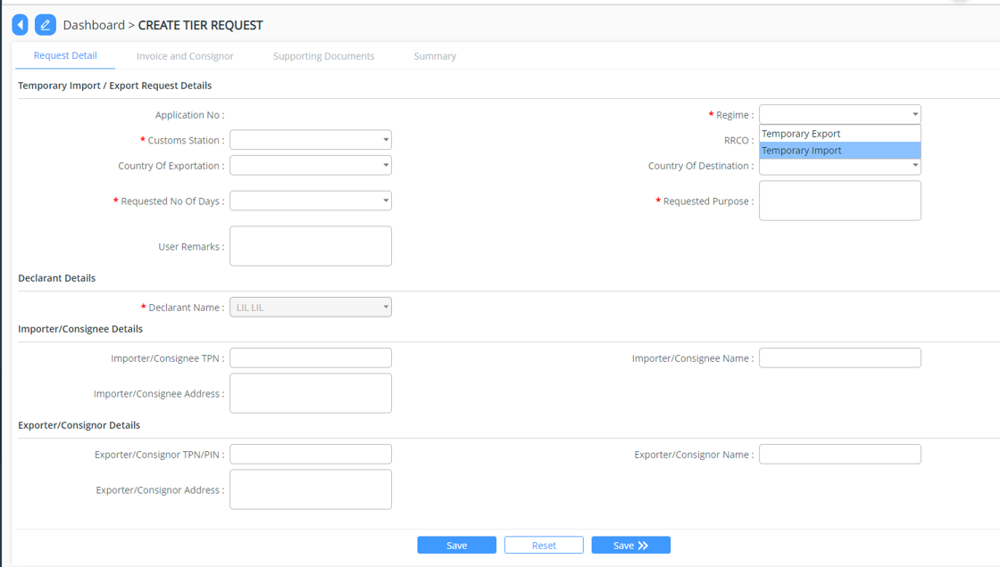 Dashboard > CREATE TIER REQUEST
Request Detail Invoice and Consignor Supporting Documents Summary
Temporary Import / Export Request Details
Application No : * Regime :
Temporary Export
* Customs Station : RRCO :
Temporary Import
Country Of Exportation : Country Of Destination :
* Requested No Of Days : * Requested Purpose :
User Remarks :
Declarant Details
* Declarant Name : LIL LIL
Importer/Consignee Details
Importer/Consignee TPN : Importer/Consignee Name :
Importer/Consignee Address :
Exporter/Consignor Details
Exporter/Consignor TPN/PIN : Exporter/Consignor Name :
Exporter/Consignor Address :
Save Reset Save